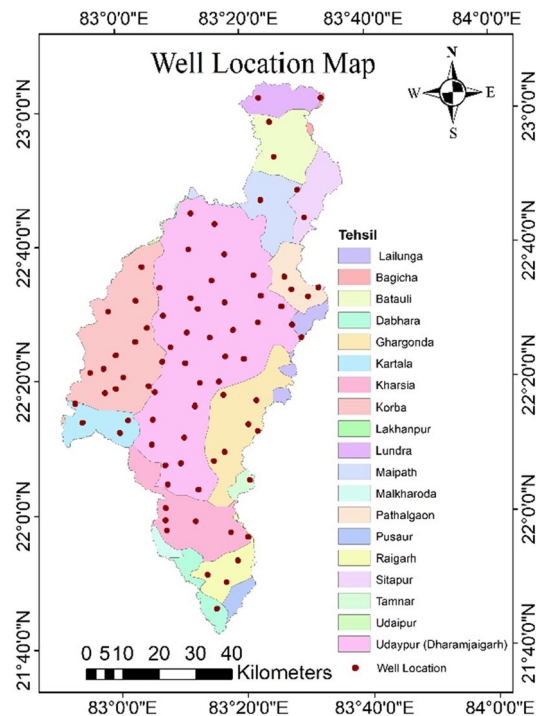 83°0'0"E 83°20'0"E 83°40'0"E 84°0'0"E
Well Location Map
N
W E
S
23°0'0"N
23°0'0"N
22°40'0"N
22°40'0"N
22°20'0"N
22°20'0"N
22°0'0"N
22°0'0"N
21°40'0"N
21°40'0"N
Tehsil
Lailunga
Bagicha
Batauli
Dabhara
Ghargonda
Kartala
Kharsia
Korba
Lakhanpur
Lundra
Maipath
Malkharoda
Pathalgaon
Pusaur
Raigarh
Sitapur
Tamnar
Udaipur
Udaypur (Dharamjaigarh)
Well Location
0 510 20 30 40
Kilometers
83°0'0"E 83°20'0"E 83°40'0"E 84°0'0"E